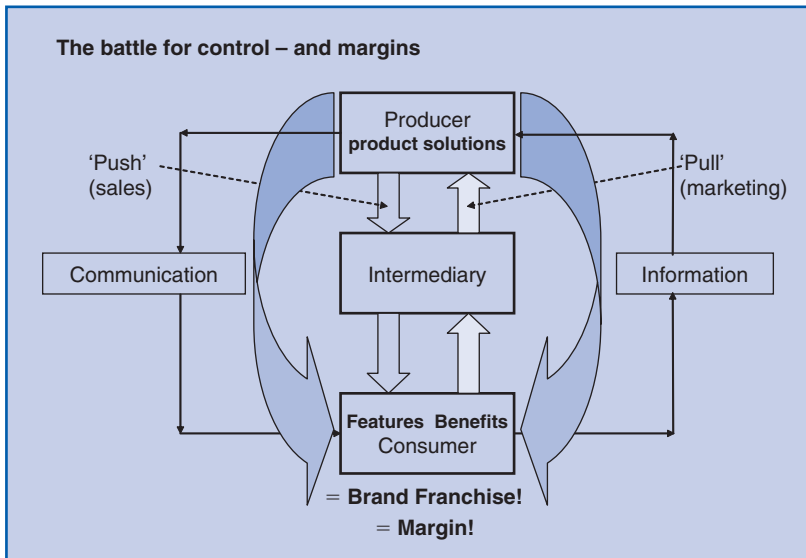 The battle for control – and margins
Producer
product solutions
‘Push’
(sales)
‘Pull’
(marketing)
Communication
Intermediary
Information
Features Benefits
Consumer
= Brand Franchise!
= Margin!